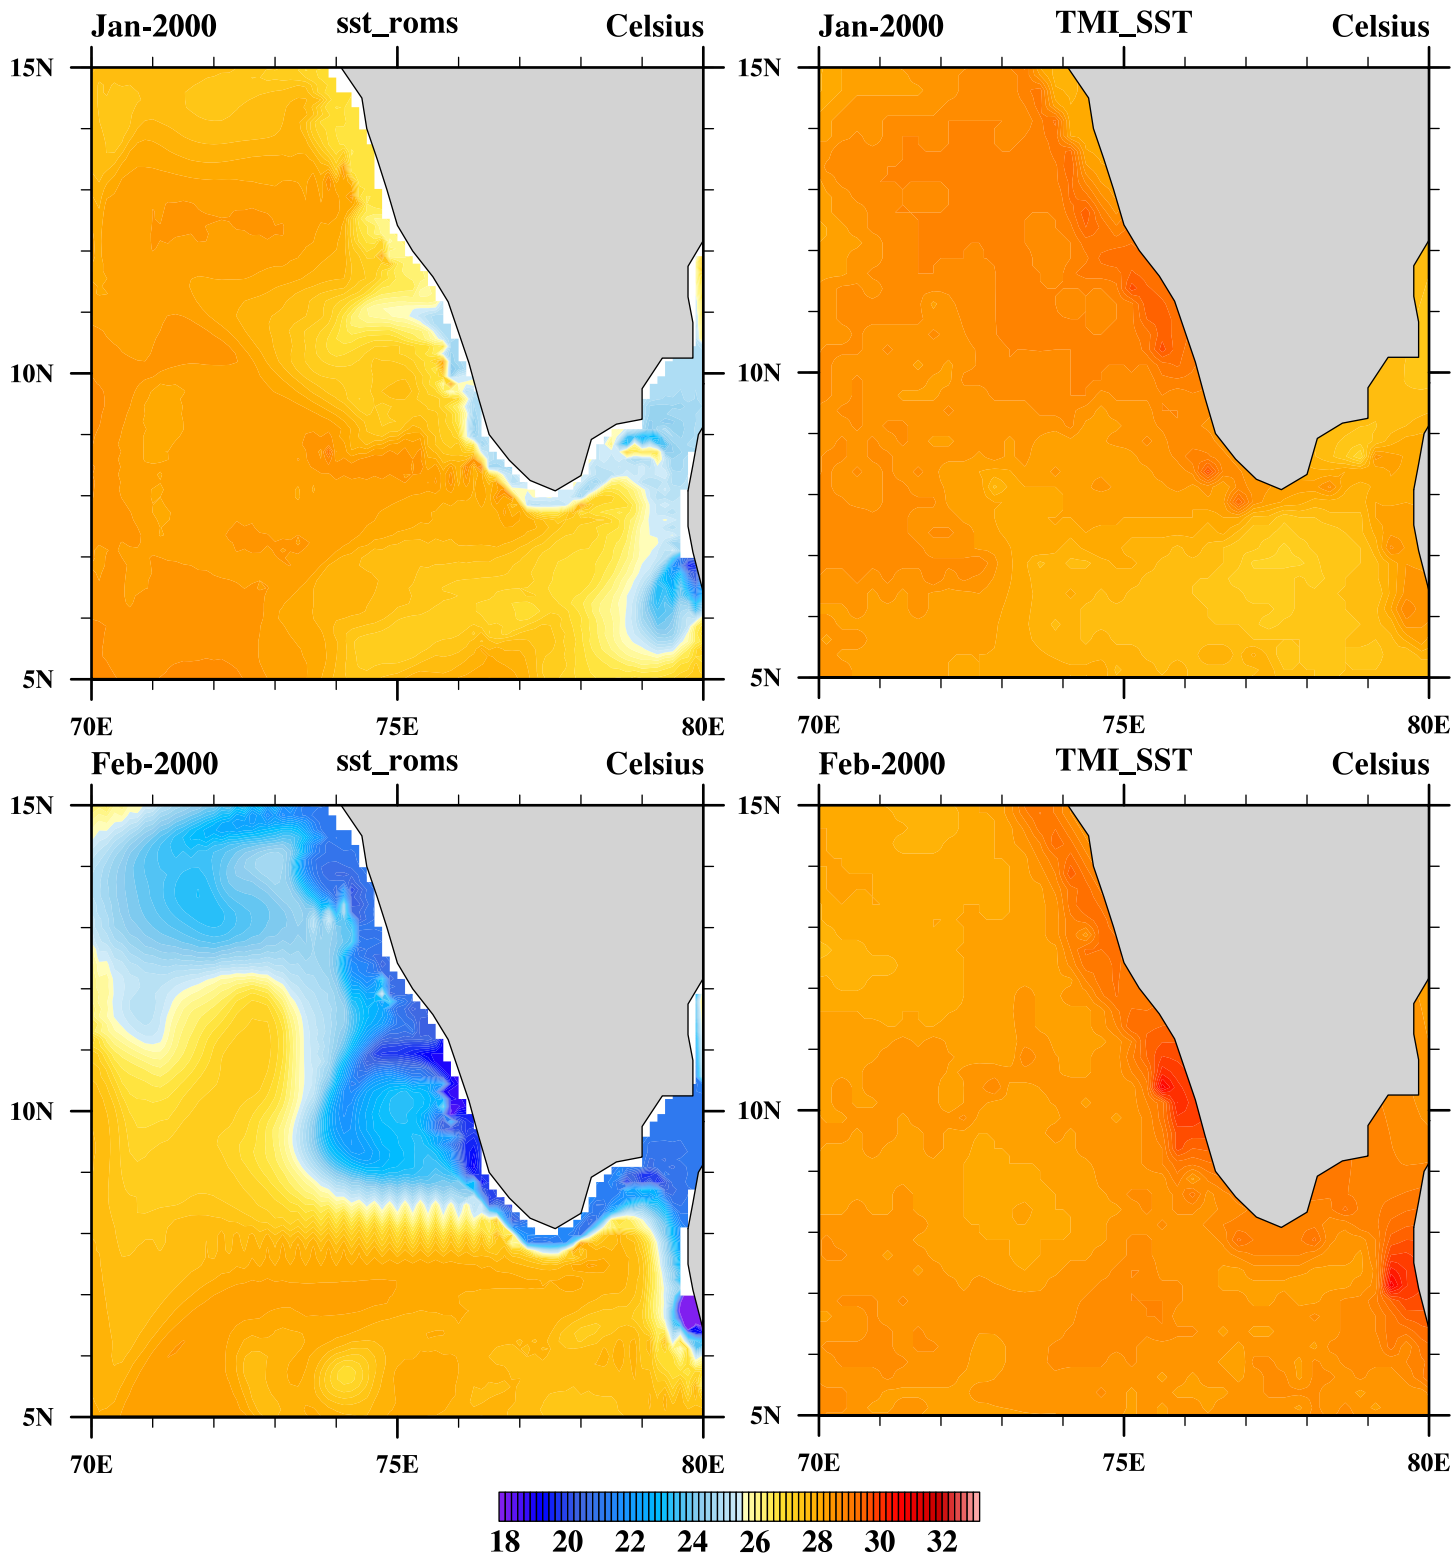 Jan-2000 sst_roms Celsius
Jan-2000 TMI_SST Celsius
15N
10N
5N
70E 75E 80E
15N
10N
5N
70E 75E 80E
Feb-2000 sst_roms Celsius
Feb-2000 TMI_SST Celsius
15N
10N
5N
70E 75E 80E
15N
10N
5N
70E 75E 80E
18 20 22 24 26 28 30 32